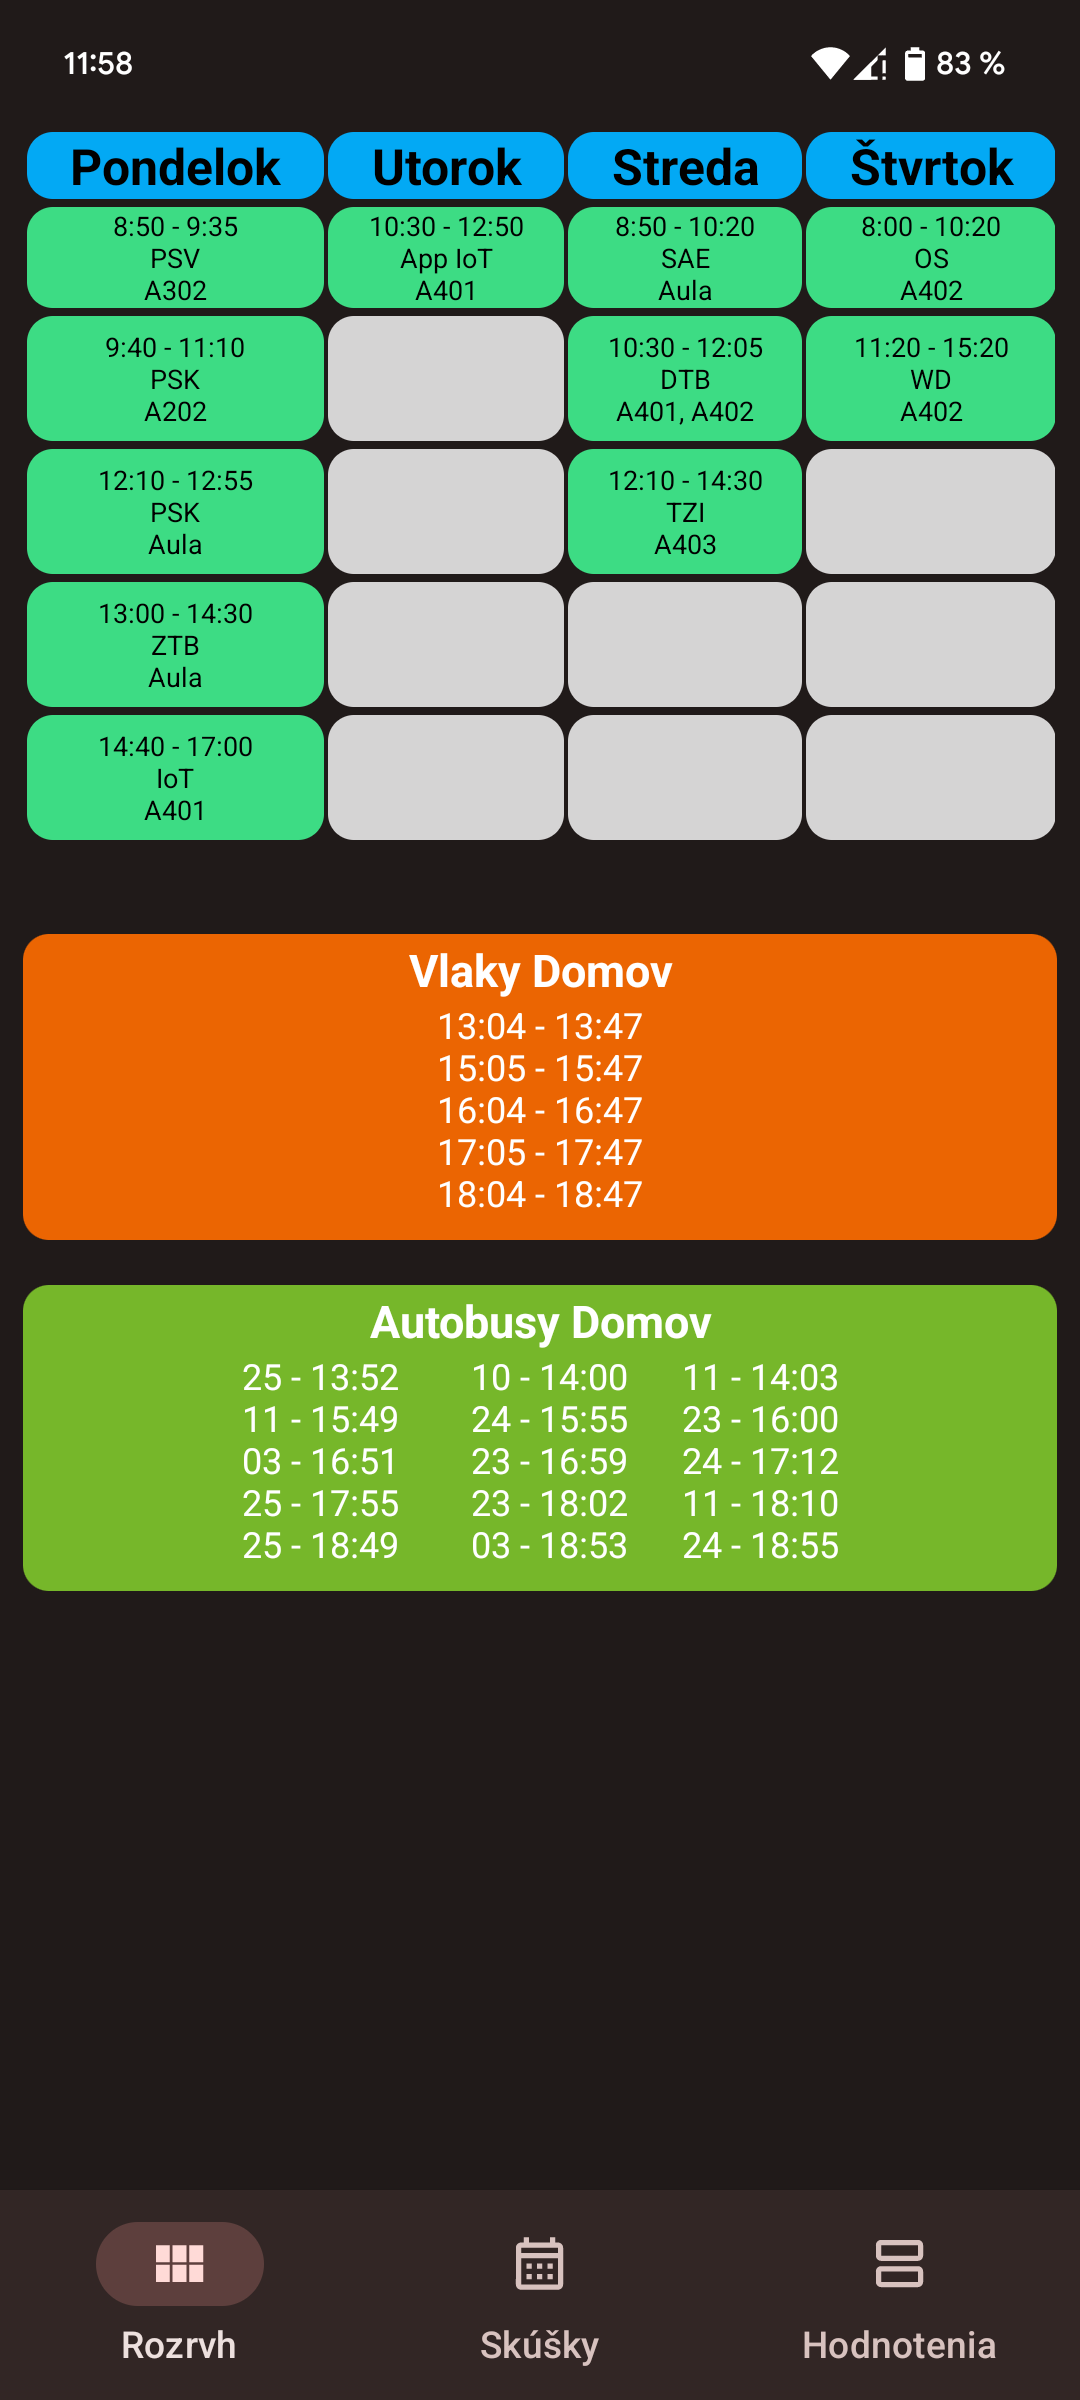 11:58
83 %
Pondelok Utorok Streda Štvrtok
8:50 - 9:35 10:30 - 12:50 8:50 - 10:20 8:00 - 10:20
PSV App IoT SAE OS
A302 A401 Aula A402
9:40 - 11:10 10:30 - 12:05 11:20 - 15:20
PSK DTB WD
A202 A401, A402 A402
12:10 - 12:55 12:10 - 14:30
PSK TZI
Aula A403
13:00 - 14:30
ZTB
Aula
14:40 - 17:00
IoT
A401
Vlaky Domov
13:04 - 13:47
15:05 - 15:47
16:04 - 16:47
17:05 - 17:47
18:04 - 18:47
Autobusy Domov
25 - 13:52 10 - 14:00 11 - 14:03
11 - 15:49 24 - 15:55 23 - 16:00
03 - 16:51 23 - 16:59 24 - 17:12
25 - 17:55 23 - 18:02 11 - 18:10
25 - 18:49 03 - 18:53 24 - 18:55
Rozrvh Skúšky Hodnotenia